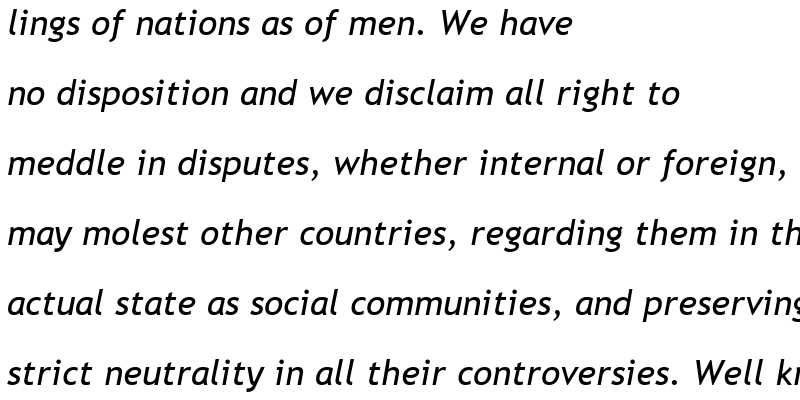 lings of nations as of men. We have
no disposition and we disclaim all right to
meddle in disputes, whether internal or foreign,
may molest other countries, regarding them in
actual state as social communities, and preserving
strict neutrality in all their controversies. Well